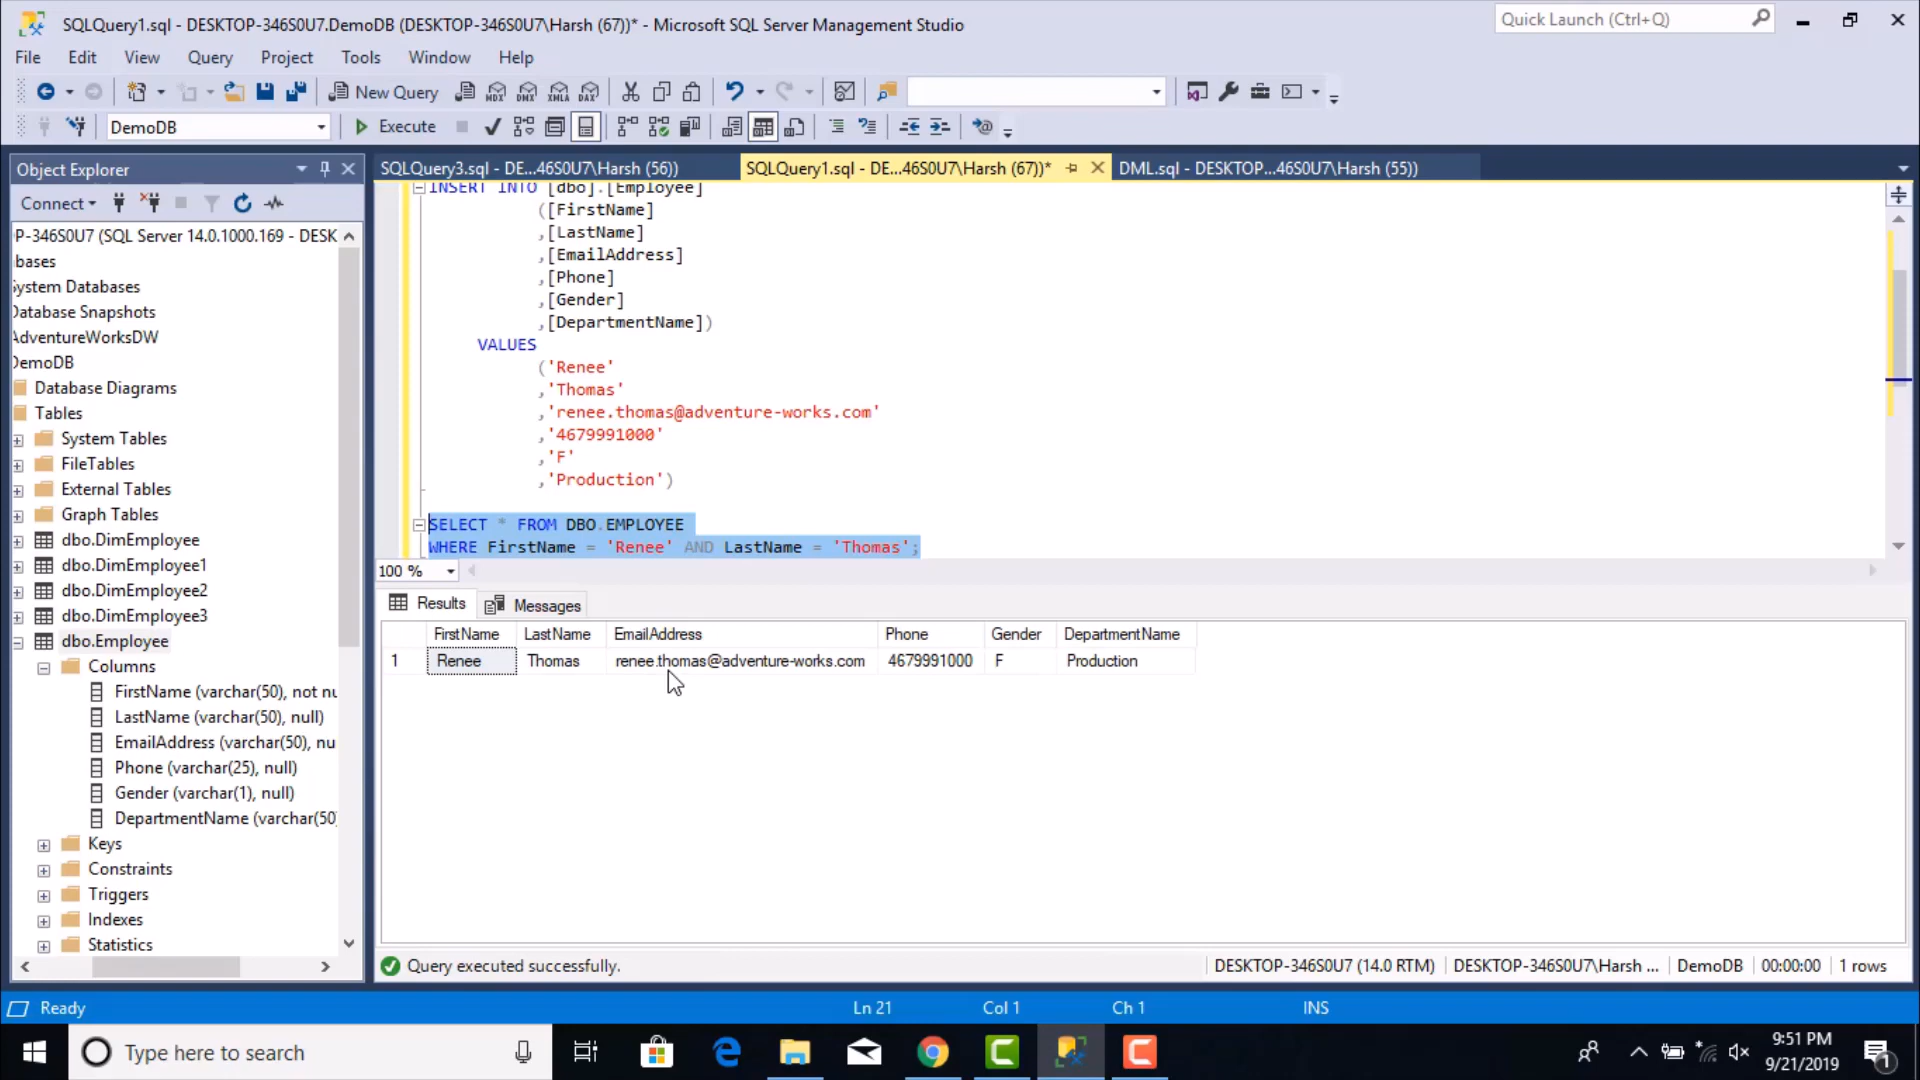 SQLQuery1.sql - DESKTOP-346S0U7.DemoDB (DESKTOP-346S0U7\Harsh (67))* - Microsoft SQL Server Management Studio
Quick Launch (Ctrl+Q)
File Edit View Query Project Tools Window Help
New Query
MDX DMX XMLA DAX
DemoDB
Execute
Object Explorer
SQLQuery3.sql - DE...46S0U7\Harsh (56))
SQLQuery1.sql - DE...46S0U7\Harsh (67))*
DML.sql - DESKTOP...46S0U7\Harsh (55))
Connect
P-346S0U7 (SQL Server 14.0.1000.169 - DESK
bases
System Databases
Database Snapshots
AdventureWorksDW
DemoDB
Database Diagrams
Tables
System Tables
FileTables
External Tables
Graph Tables
dbo.DimEmployee
dbo.DimEmployee1
dbo.DimEmployee2
dbo.DimEmployee3
dbo.Employee
Columns
FirstName (varchar(50), not nu
LastName (varchar(50), null)
EmailAddress (varchar(50), nu
Phone (varchar(25), null)
Gender (varchar(1), null)
DepartmentName (varchar(50)
Keys
Constraints
Triggers
Indexes
Statistics
INSERT INTO [dbo].[Employee]
([FirstName]
,[LastName]
,[EmailAddress]
,[Phone]
,[Gender]
,[DepartmentName])
VALUES
('Renee'
,'Thomas'
,'renee.thomas@adventure-works.com'
,'4679991000'
,'F'
,'Production')
SELECT * FROM DBO.EMPLOYEE
WHERE FirstName = 'Renee' AND LastName = 'Thomas';
100 %
Results Messages
FirstName LastName EmailAddress Phone Gender DepartmentName
1 Renee Thomas renee.thomas@adventure-works.com 4679991000 F Production
Query executed successfully.
DESKTOP-346S0U7 (14.0 RTM) DESKTOP-346S0U7\Harsh ... DemoDB 00:00:00 1 rows
Ready
Ln 21 Col 1 Ch 1 INS
Type here to search
9:51 PM
9/21/2019
1